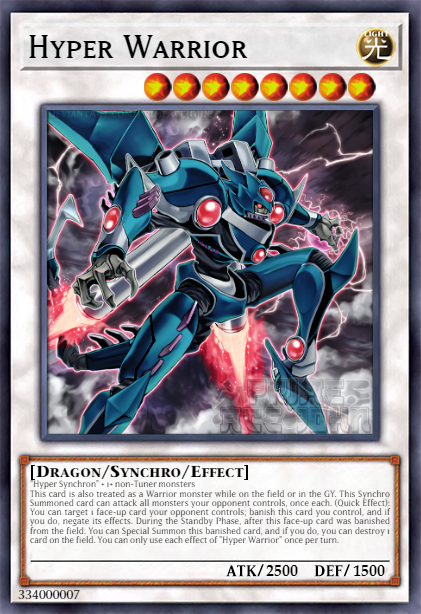 Hyper Warrior
LIGHT
光
[Dragon/Synchro/Effect]
"Hyper Synchron" + 1+ non-Tuner monsters
This card is also treated as a Warrior monster while on the field or in the GY. This Synchro
Summoned card can attack all monsters your opponent controls, once each. (Quick Effect):
You can target 1 face-up card your opponent controls; banish this card you control, and if
you do, negate its effects. During the Standby Phase, after this face-up card was banished
from the field: You can Special Summon this banished card, and if you do, you can destroy 1
card on the field. You can only use each effect of "Hyper Warrior" once per turn.
ATK/2500 DEF/1500
334000007